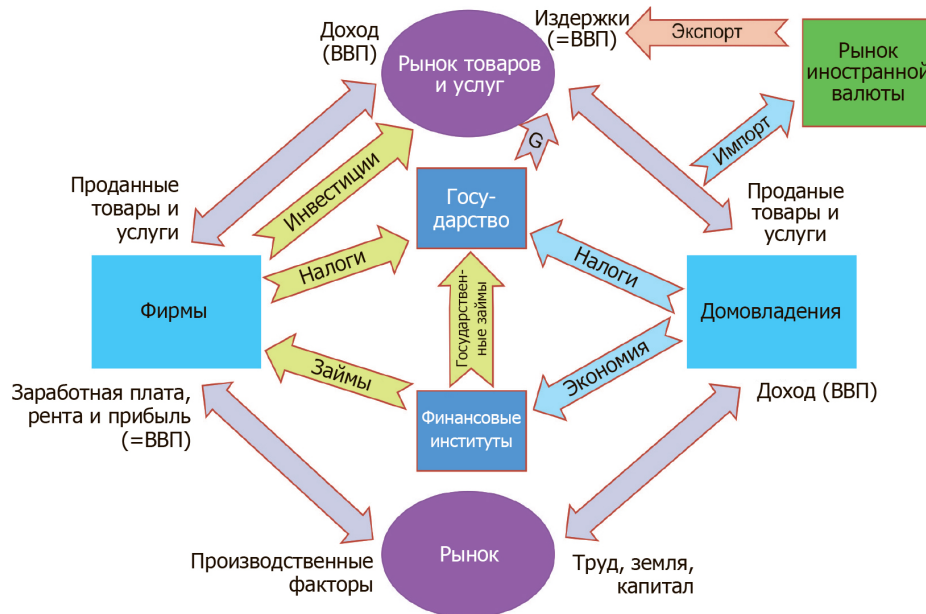 Доход
(ВВП)
Рынок товаров
и услуг
Издержки
(=ВВП)
Экспорт
Рынок
иностранной
валюты
Импорт
G
Инвестиции
Проданные
товары и
услуги
Госу-
дарство
Проданые
товары и
услуги
Налоги
Налоги
Фирмы
Государствен-
ные займы
Домовладения
Займы
Экономия
Заработная плата,
рента и прибыль
(=ВВП)
Финансовые
институты
Доход (ВВП)
Производственные
факторы
Рынок
Труд, земля,
капитал